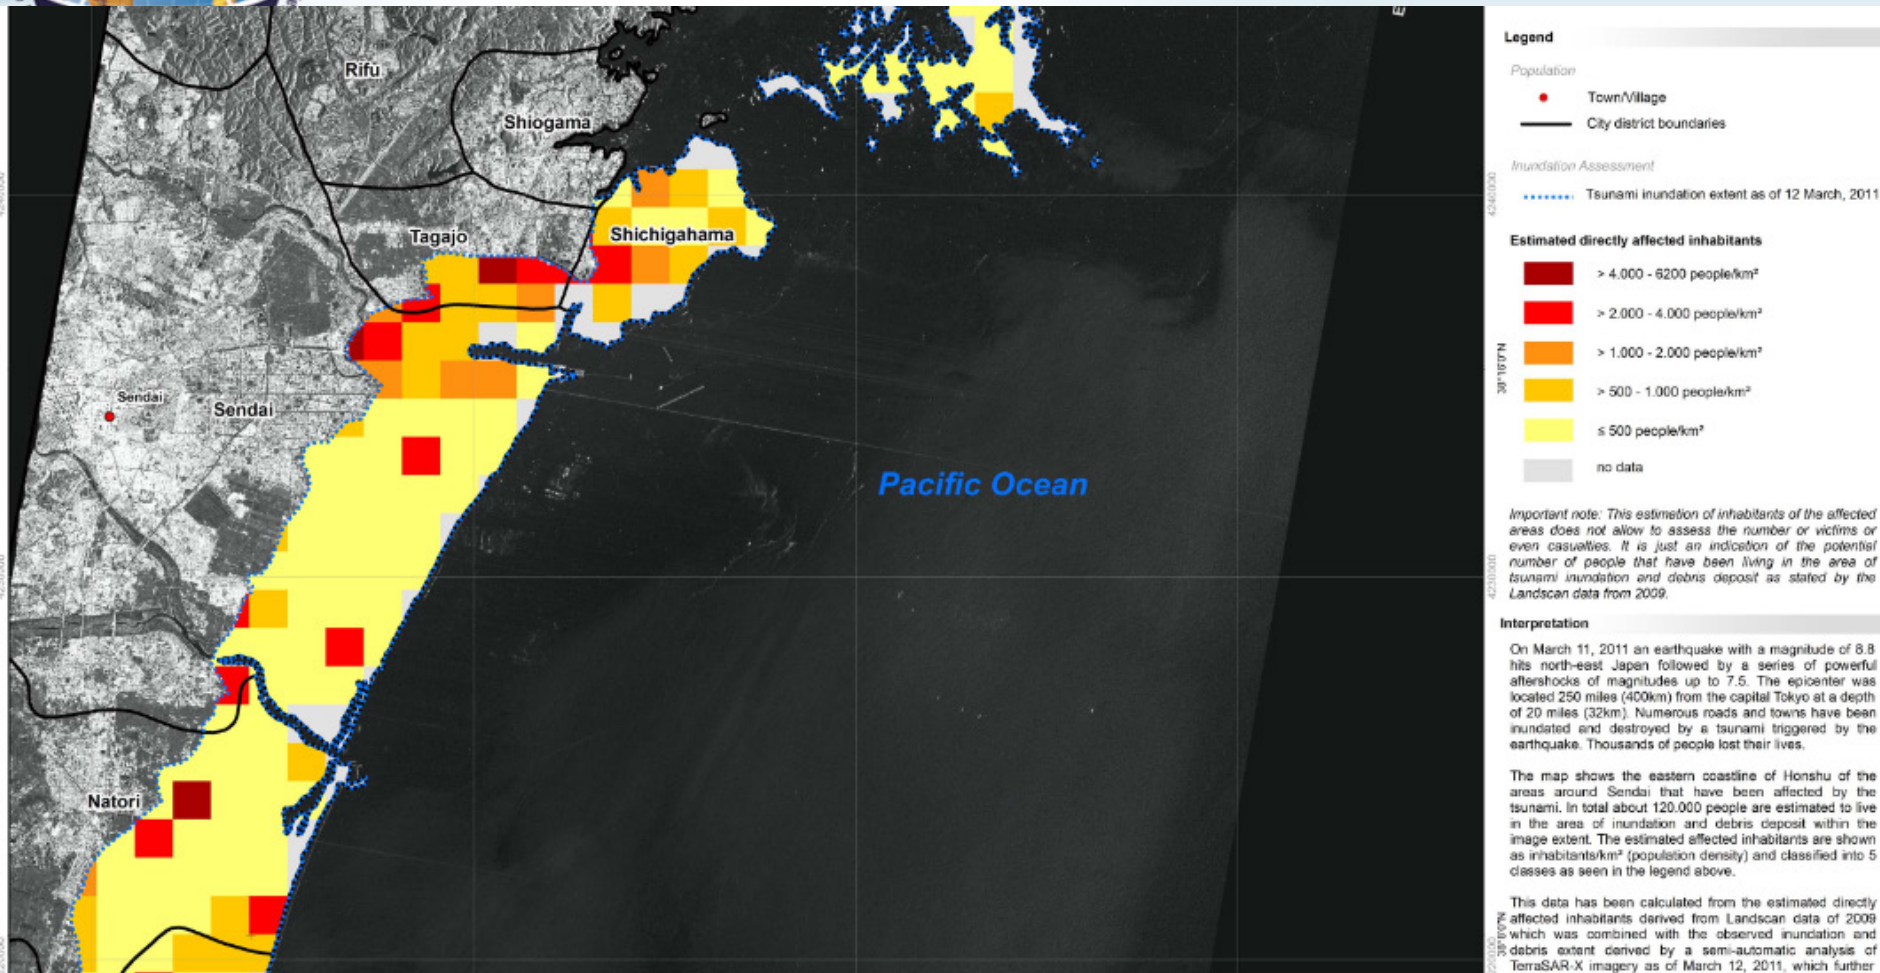 Rifu
Shiogama
Tagajo
Shichigahama
Sendai
Sendai
Natori
Pacific Ocean
4240000
38°16'0"N
4230000
Legend
Population
Town/Village
City district boundaries
Inundation Assessment
Tsunami inundation extent as of 12 March, 2011
Estimated directly affected inhabitants
> 4.000 - 6200 people/km²
> 2.000 - 4.000 people/km²
> 1.000 - 2.000 people/km²
> 500 - 1.000 people/km²
≤ 500 people/km²
no data
Important note: This estimation of inhabitants of the affected
areas does not allow to assess the number or victims or
even casualties. It is just an indication of the potential
number of people that have been living in the area of
tsunami inundation and debris deposit as stated by the
Landscan data from 2009.
Interpretation
On March 11, 2011 an earthquake with a magnitude of 8.8
hits north-east Japan followed by a series of powerful
aftershocks of magnitudes up to 7.5. The epicenter was
located 250 miles (400km) from the capital Tokyo at a depth
of 20 miles (32km). Numerous roads and towns have been
inundated and destroyed by a tsunami triggered by the
earthquake. Thousands of people lost their lives.
The map shows the eastern coastline of Honshu of the
areas around Sendai that have been affected by the
tsunami. In total about 120.000 people are estimated to live
in the area of inundation and debris deposit within the
image extent. The estimated affected inhabitants are shown
as inhabitants/km² (population density) and classified into 5
classes as seen in the legend above.
This data has been calculated from the estimated directly
affected inhabitants derived from Landscan data of 2009
which was combined with the observed inundation and
debris extent derived by a semi-automatic analysis of
TerraSAR-X imagery as of March 12, 2011, which further